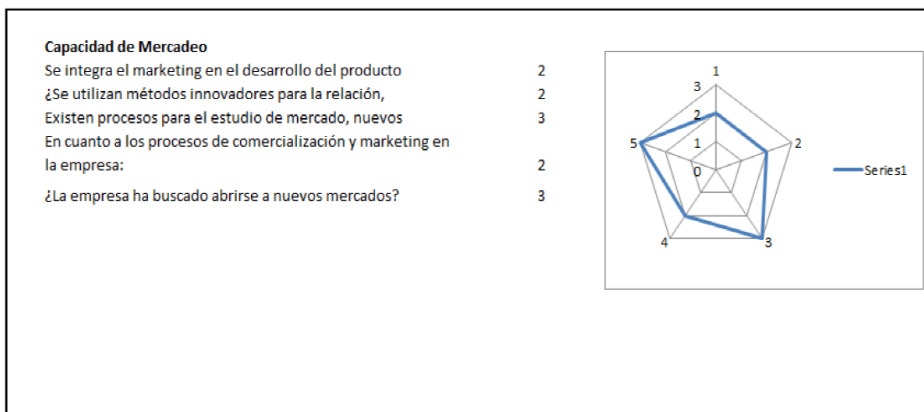 Capacidad de Mercadeo
Se integra el marketing en el desarrollo del producto 2
¿Se utilizan métodos innovadores para la relación, 2
Existen procesos para el estudio de mercado, nuevos 3
En cuanto a los procesos de comercialización y marketing en
la empresa: 2
¿La empresa ha buscado abrirse a nuevos mercados? 3
1
3
2
5 2
1
0
Series1
4 3